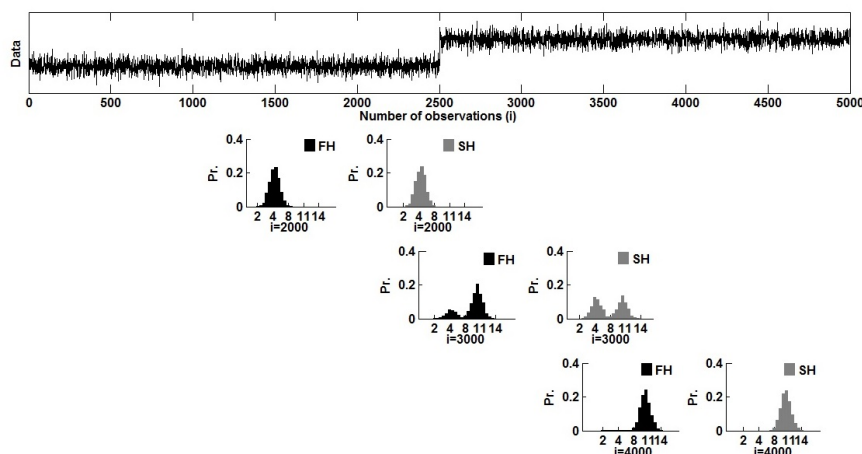 Data
0 500 1000 1500 2000 2500 3000 3500 4000 4500 5000
Number of observations (i)
0.4 FH
Pr. 0.2
0
2 4 8 11 14
i=2000
0.4 SH
Pr. 0.2
0
2 4 8 11 14
i=2000
0.4 FH
Pr. 0.2
0
2 4 8 11 14
i=3000
0.4 SH
Pr. 0.2
0
2 4 8 11 14
i=3000
0.4 FH
Pr. 0.2
0
2 4 8 11 14
i=4000
0.4 SH
Pr. 0.2
0
2 4 8 11 14
i=4000